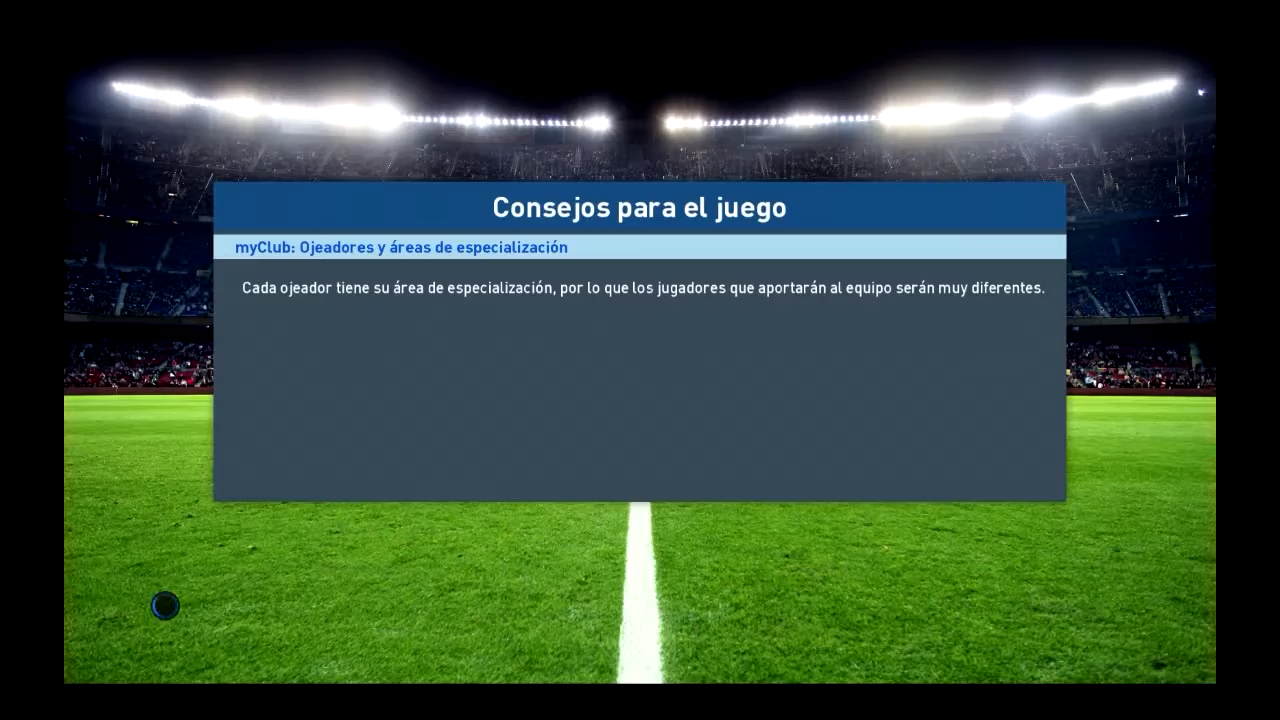 Consejos para el juego
myClub: Ojeadores y áreas de especialización
Cada ojeador tiene su área de especialización, por lo que los jugadores que aportarán al equipo serán muy diferentes.